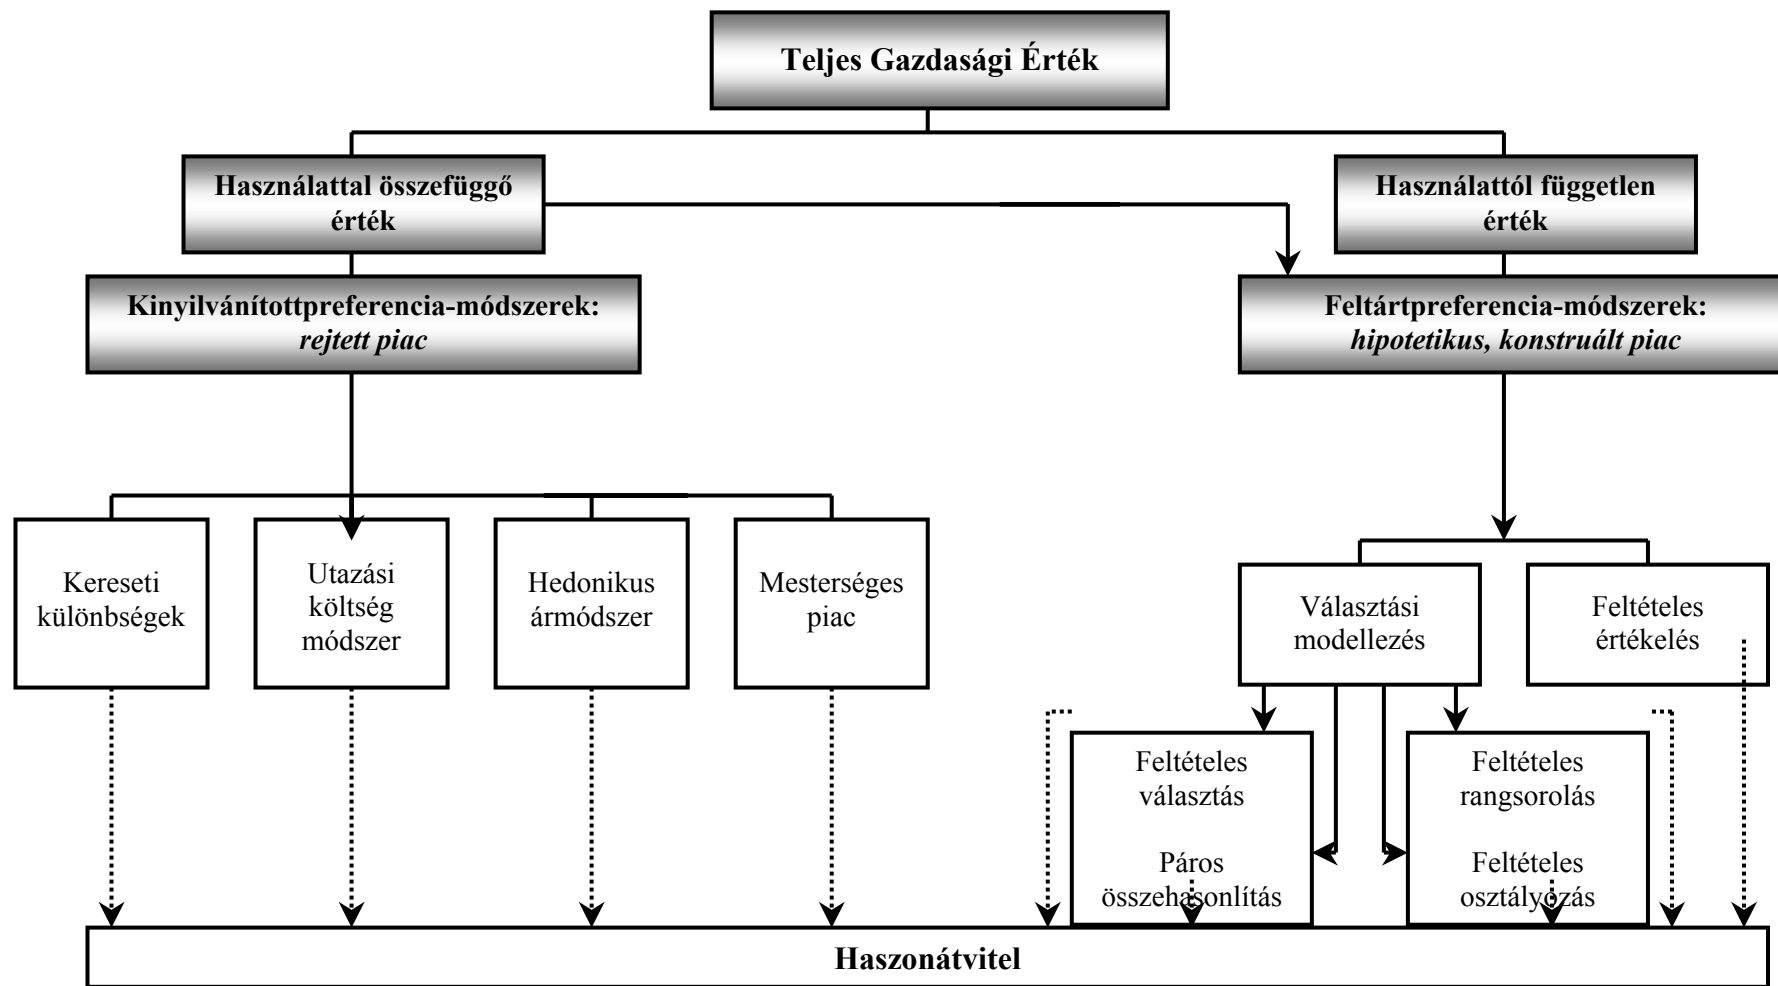 Teljes Gazdasági Érték
Használattal összefüggő
érték
Használattól független
érték
Kinyilvánítottpreferencia-módszerek:
rejtett piac
Feltártpreferencia-módszerek:
hipotetikus, konstruált piac
Kereseti
különbségek
Utazási
költség
módszer
Hedonikus
ármódszer
Mesterséges
piac
Választási
modellezés
Feltételes
értékelés
Feltételes
választás
Páros
összehasonlítás
Feltételes
rangsorolás
Feltételes
osztályozás
Haszonátvitel